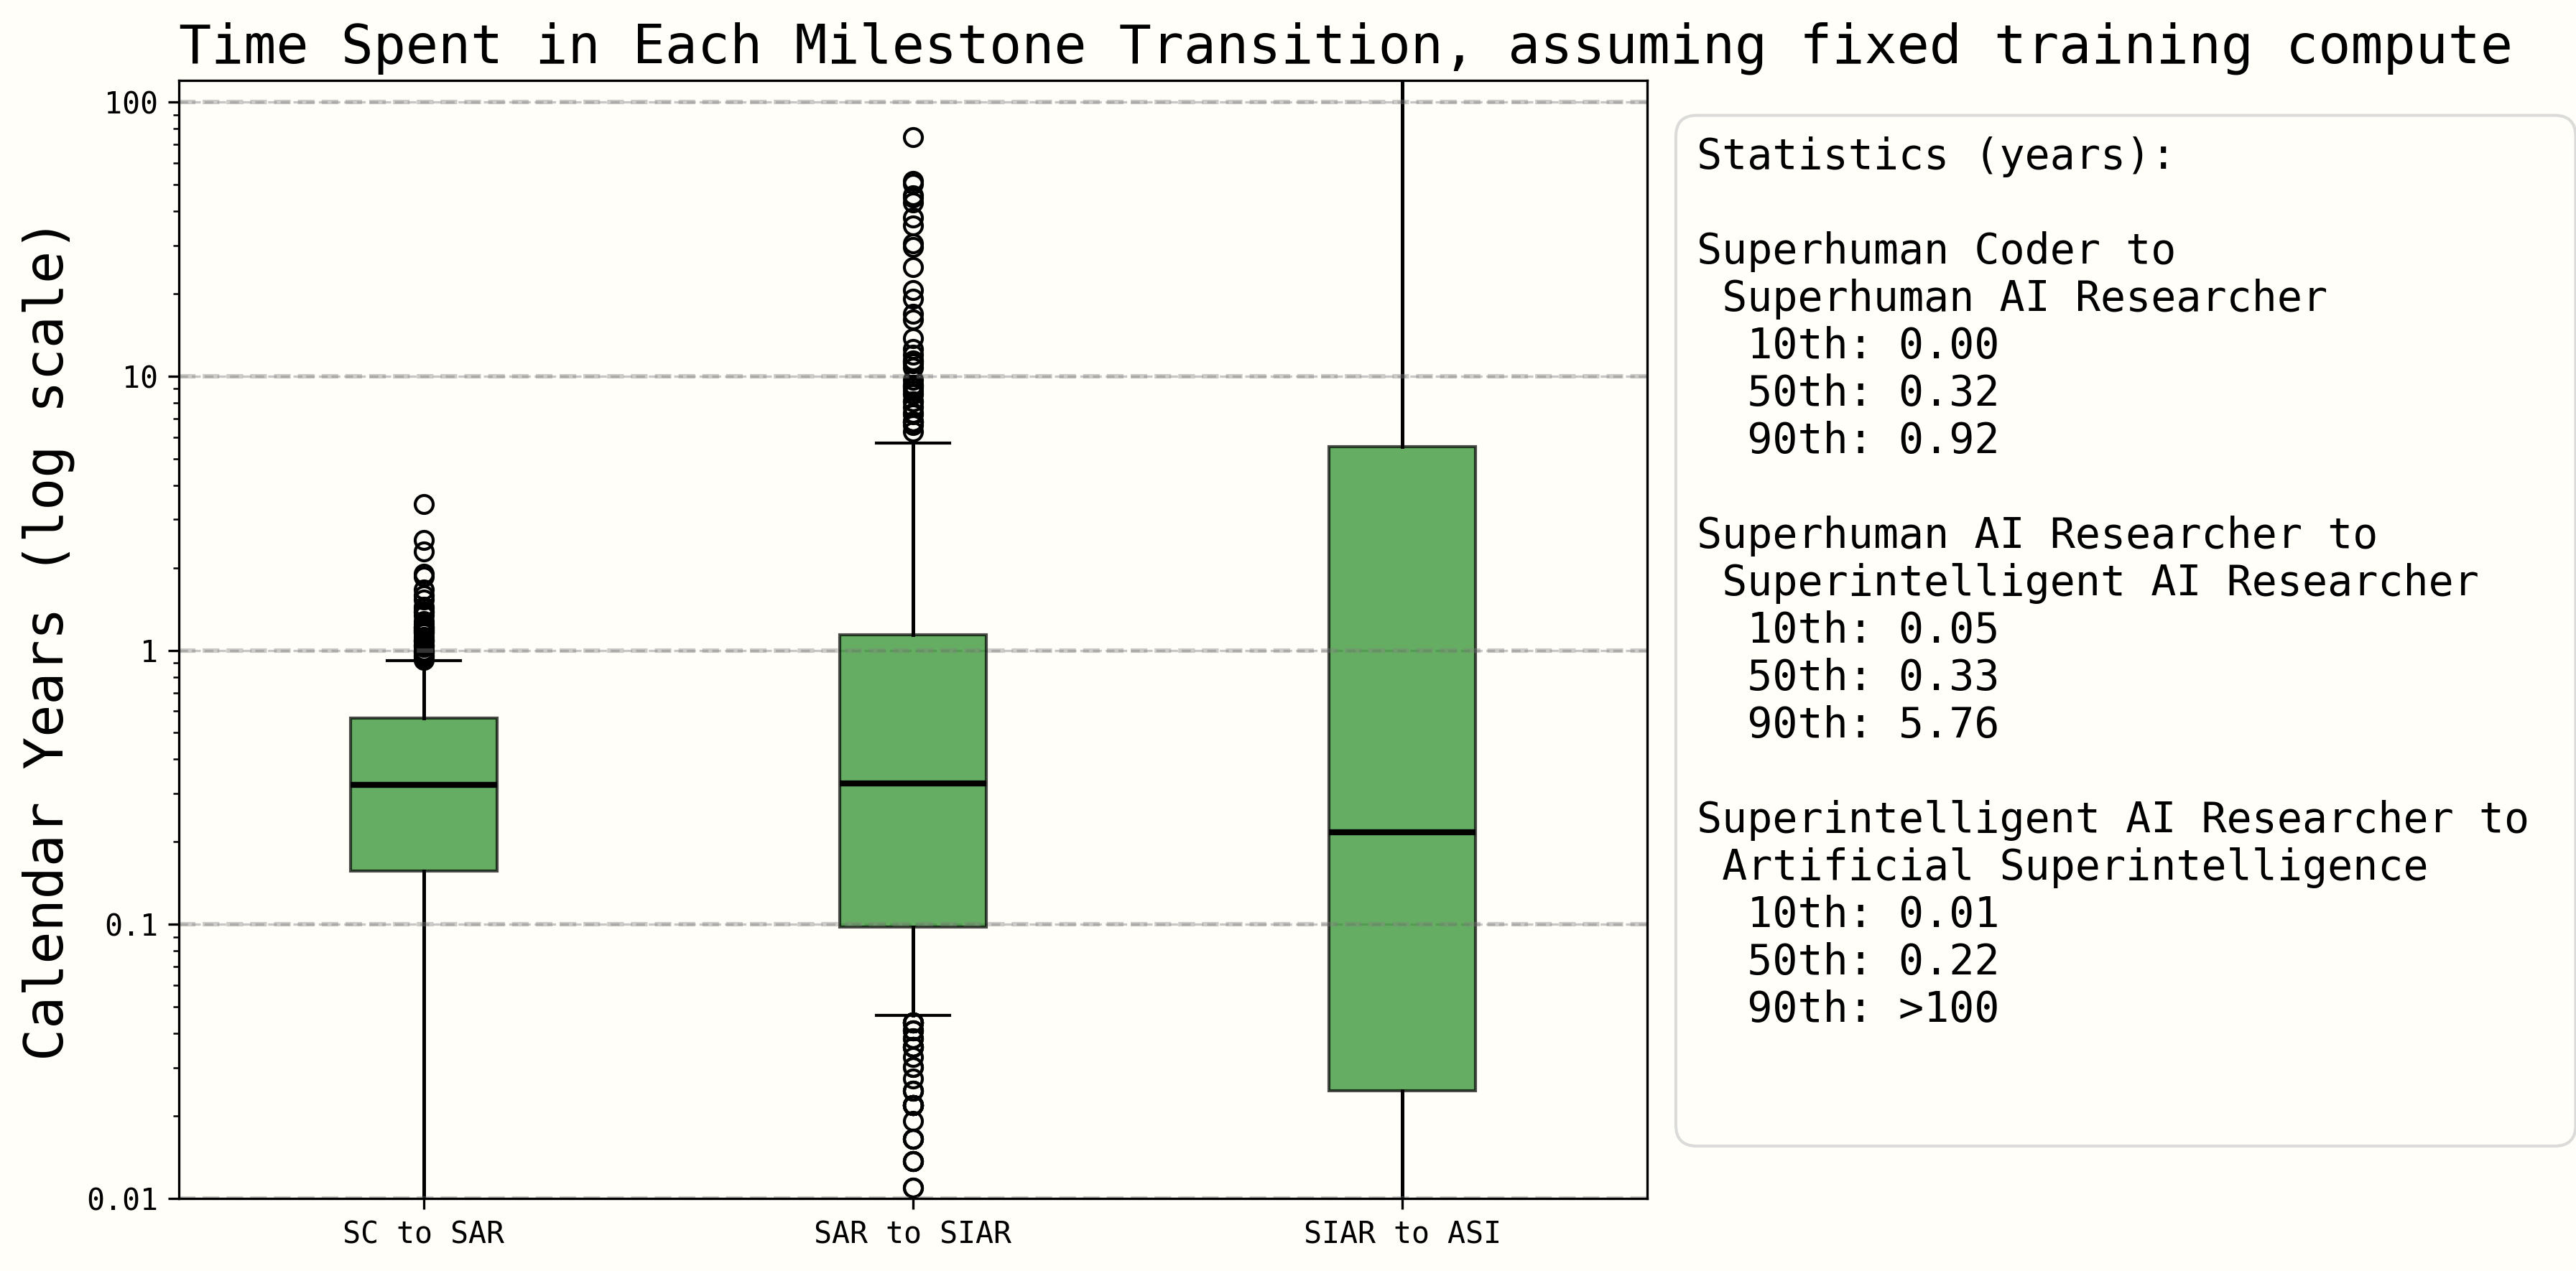 Time Spent in Each Milestone Transition, assuming fixed training compute
Calendar Years (log scale)
100
10
1
0.1
0.01
SC to SAR
SAR to SIAR
SIAR to ASI
Statistics (years):
Superhuman Coder to
Superhuman AI Researcher
10th: 0.00
50th: 0.32
90th: 0.92
Superhuman AI Researcher to
Superintelligent AI Researcher
10th: 0.05
50th: 0.33
90th: 5.76
Superintelligent AI Researcher to
Artificial Superintelligence
10th: 0.01
50th: 0.22
90th: >100